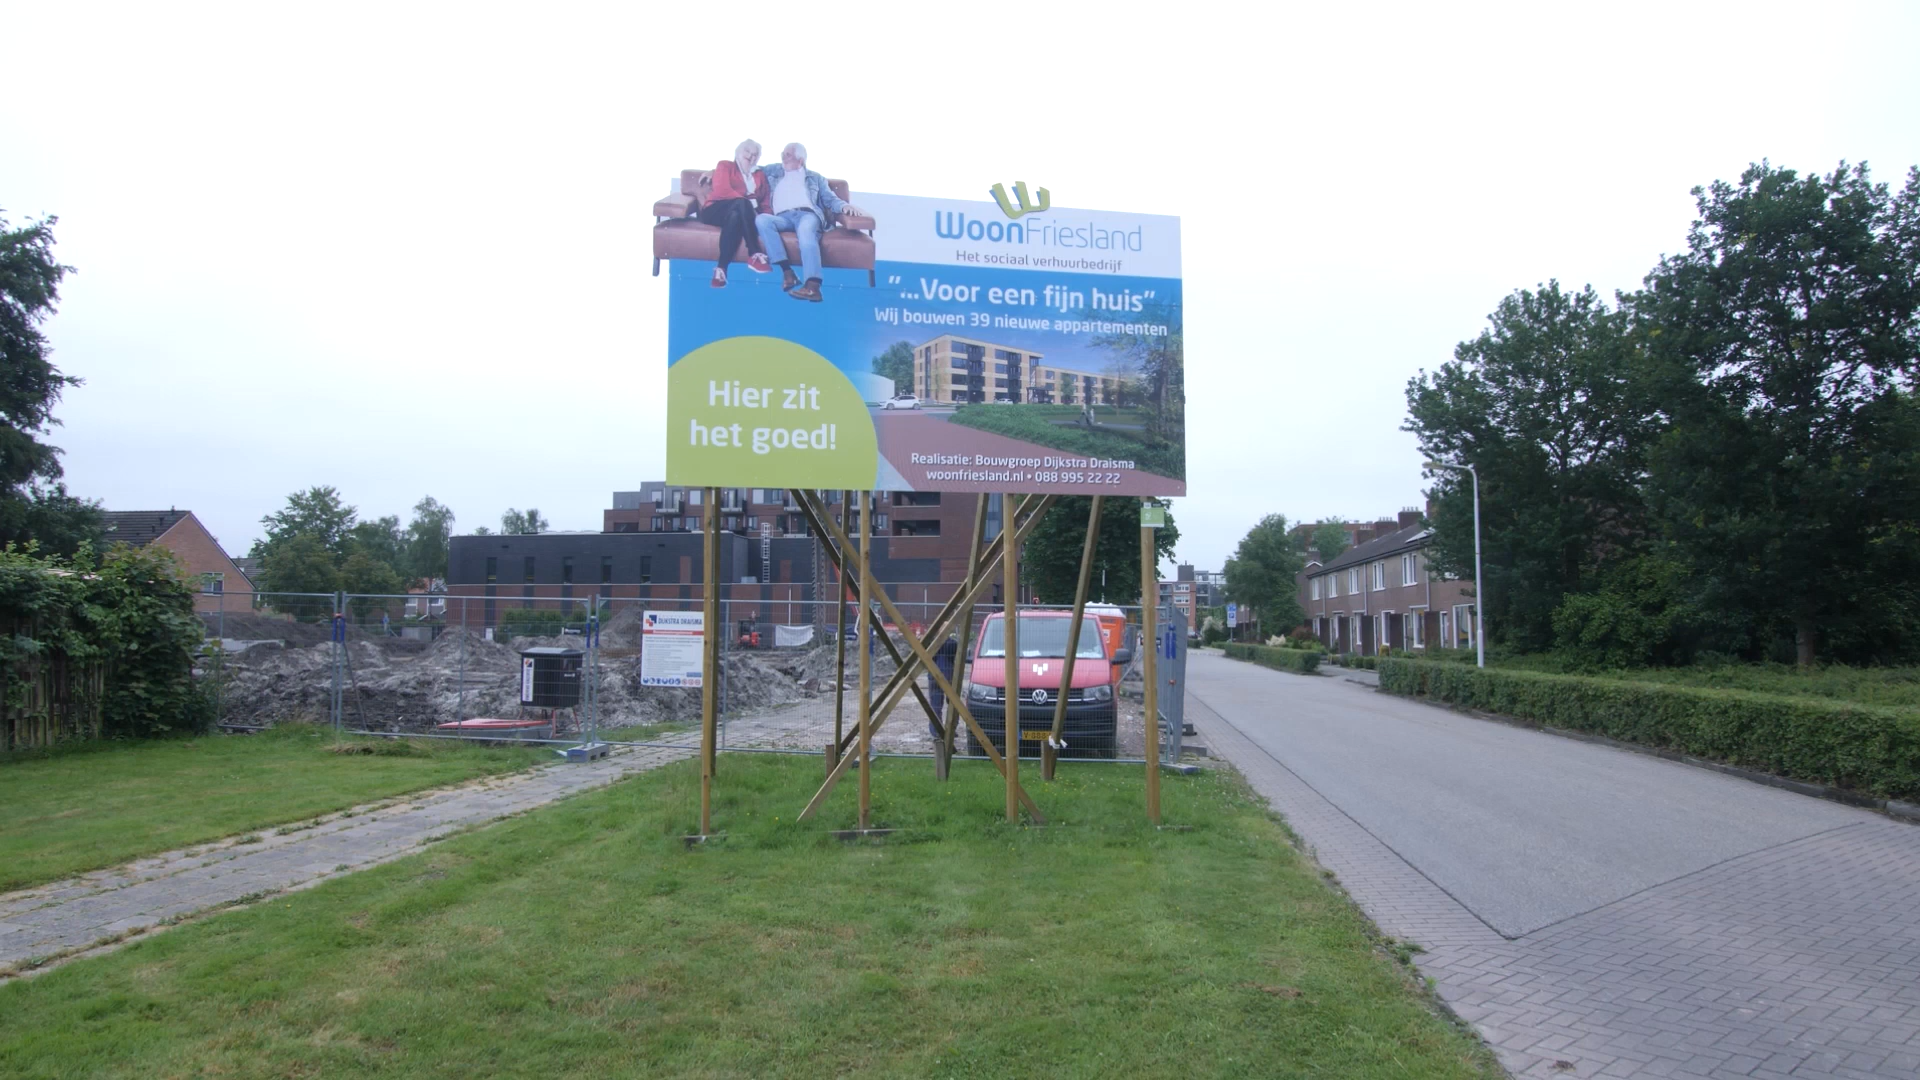 WoonFriesland
Het sociaal verhuurbedrijf
"...Voor een fijn huis"
Wij bouwen 39 nieuwe appartementen
Hier zit
het goed!
Realisatie: Bouwgroep Dijkstra Draisma
woonfriesland.nl • 088 995 22 22
DIJKSTRA DRAISMA